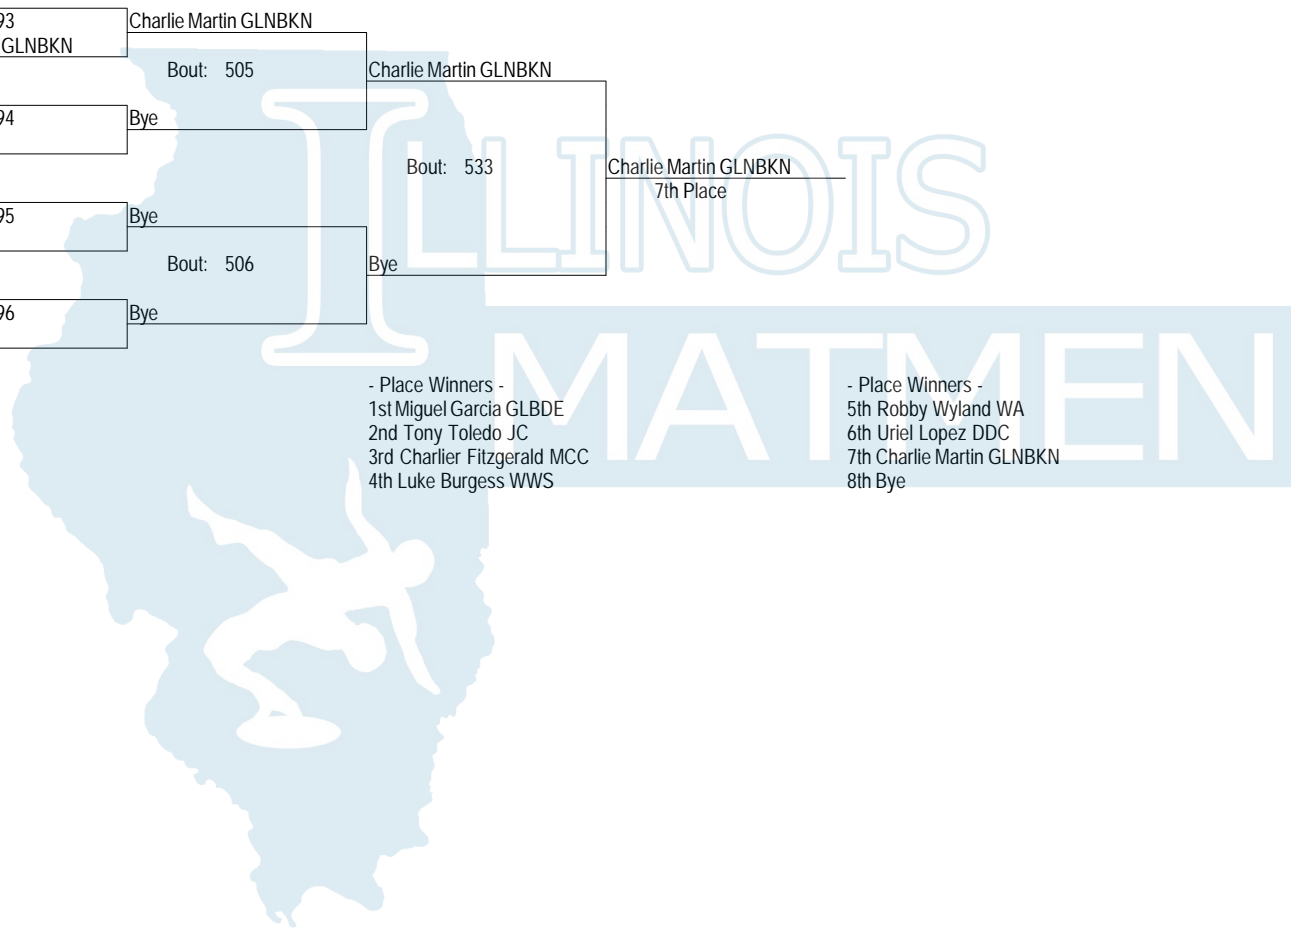 93
Charlie Martin GLNBKN
GLNBKN
Bout: 505
Charlie Martin GLNBKN
94
Bye
Bout: 533
Charlie Martin GLNBKN
7th Place
95
Bye
Bout: 506
Bye
96
Bye
ILLINOIS
MATMEN
- Place Winners -
1st Miguel Garcia GLBDE
2nd Tony Toledo JC
3rd Charlier Fitzgerald MCC
4th Luke Burgess WWS
- Place Winners -
5th Robby Wyland WA
6th Uriel Lopez DDC
7th Charlie Martin GLNBKN
8th Bye